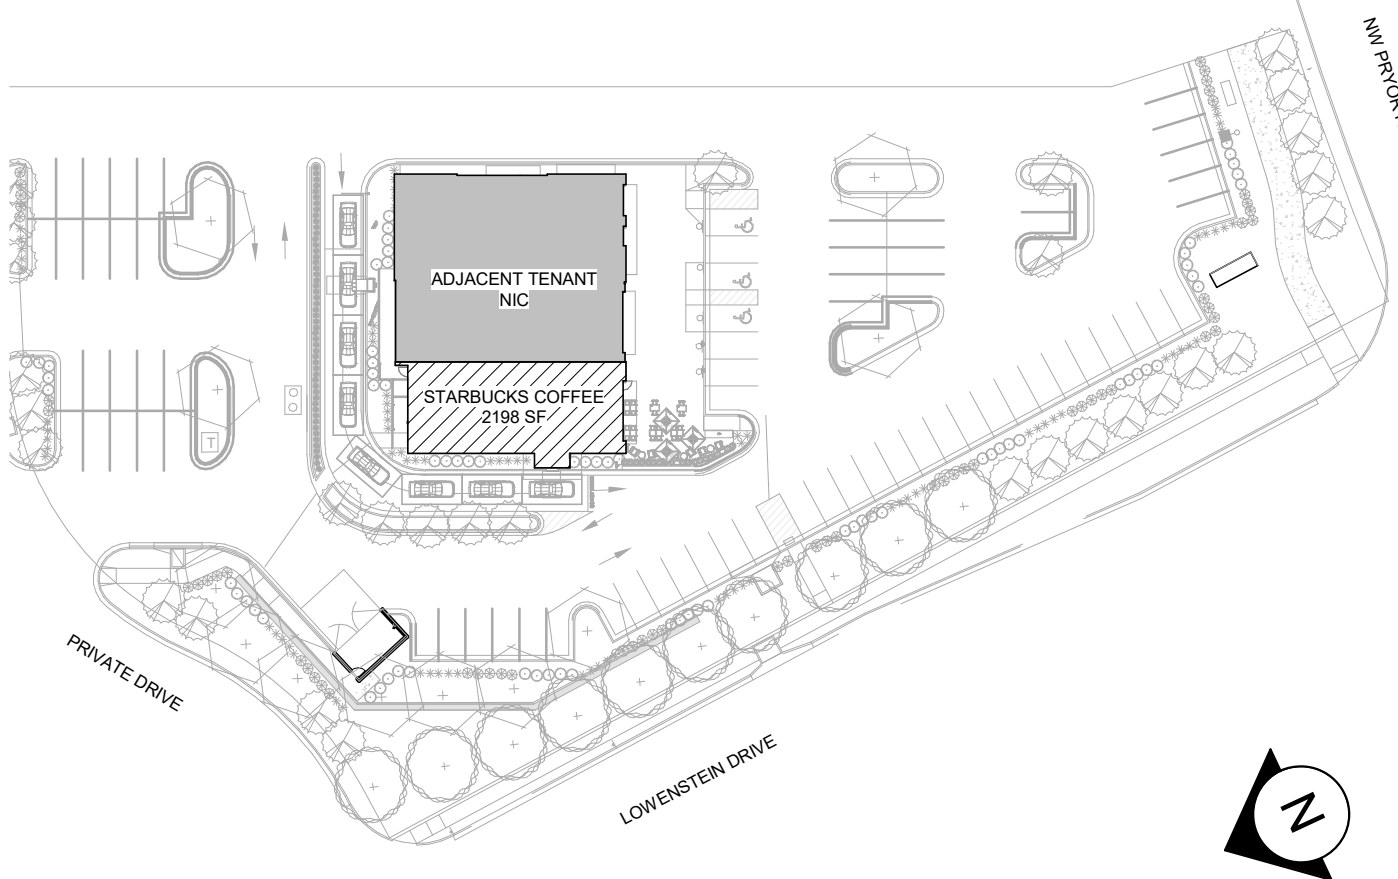 NW PRYOR
ADJACENT TENANT
NIC
STARBUCKS COFFEE
2198 SF
T
PRIVATE DRIVE
LOWENSTEIN DRIVE
N